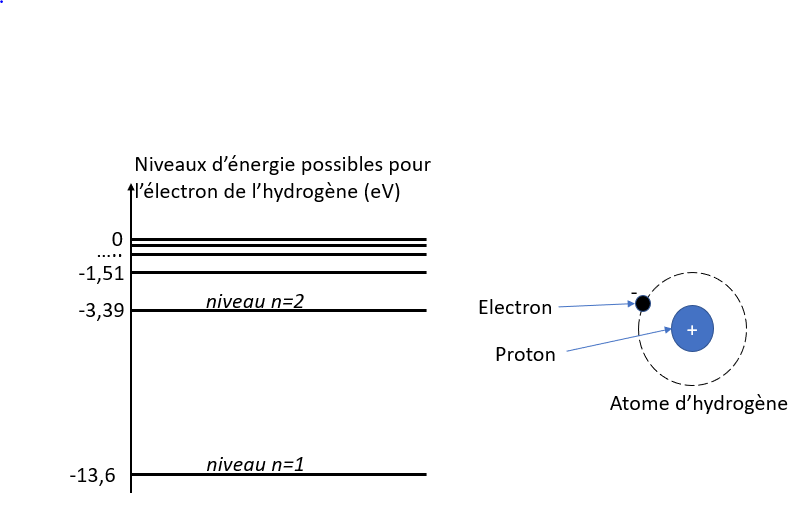 Niveaux d'énergie possibles pour
l'électron de l'hydrogène (eV)
0
.....
-1,51
niveau n=2
-3,39
niveau n=1
-13,6
-
Electron
+
Proton
Atome d'hydrogène